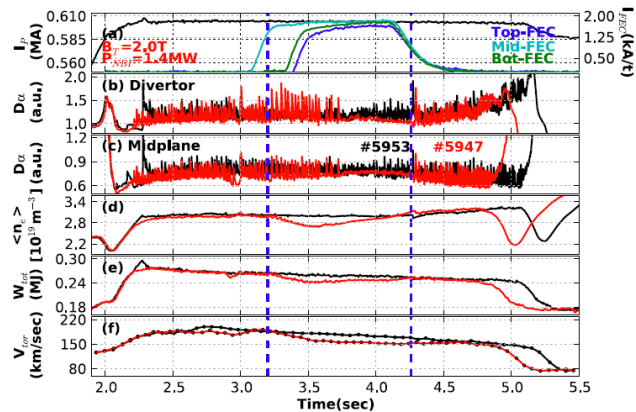 0.610
0.585
0.560
I_P
(MA)
(a)
B_T=2.0T
P_NBI=1.4MW
Top-FEC
Mid-FEC
Bot-FEC
2.00
1.25
0.50
I_FEC(kA/t)
2.0
1.5
1.0
Dα
(a.u.)
(b) Divertor
1.2
0.9
0.6
Dα
(a.u.)
(c) Midplane
#5953
#5947
3.4
2.8
2.2
<n_e>
[10^19 m^-3]
(d)
0.30
0.24
0.18
W_tot
(MJ)
(e)
220
150
80
V_tor
(km/sec)
(f)
2.0 2.5 3.0 3.5 4.0 4.5 5.0 5.5
Time(sec)